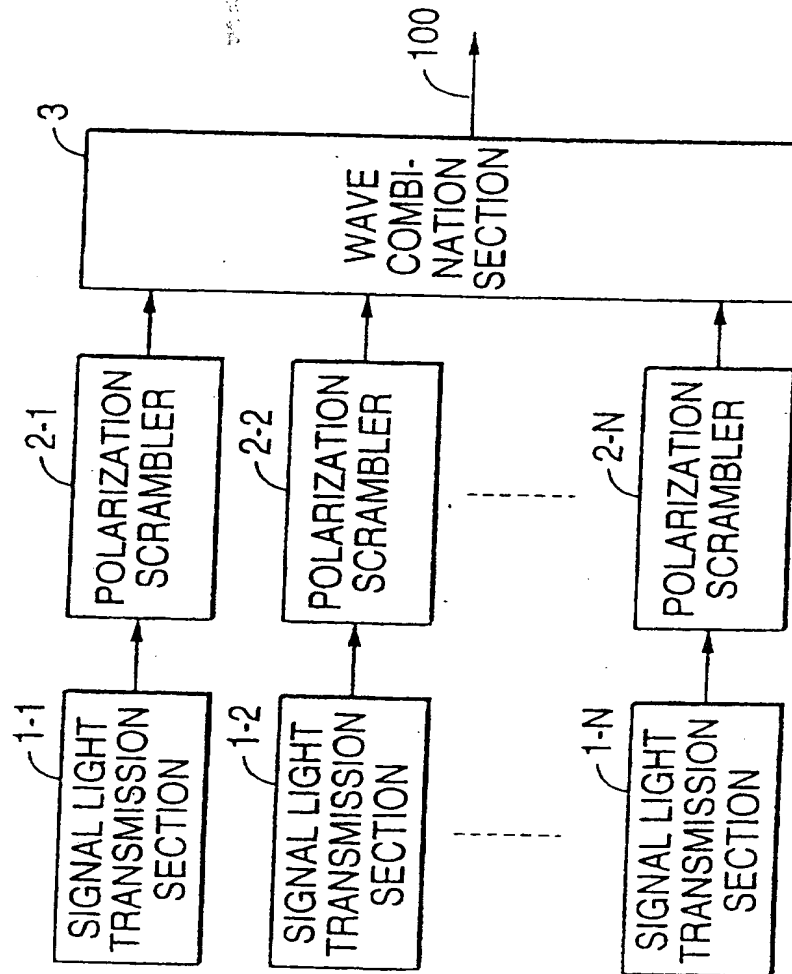 1-1
SIGNAL LIGHT
TRANSMISSION
SECTION
2-1
POLARIZATION
SCRAMBLER
1-2
SIGNAL LIGHT
TRANSMISSION
SECTION
2-2
POLARIZATION
SCRAMBLER
1-N
SIGNAL LIGHT
TRANSMISSION
SECTION
2-N
POLARIZATION
SCRAMBLER
3
WAVE
COMBI-
NATION
SECTION
100